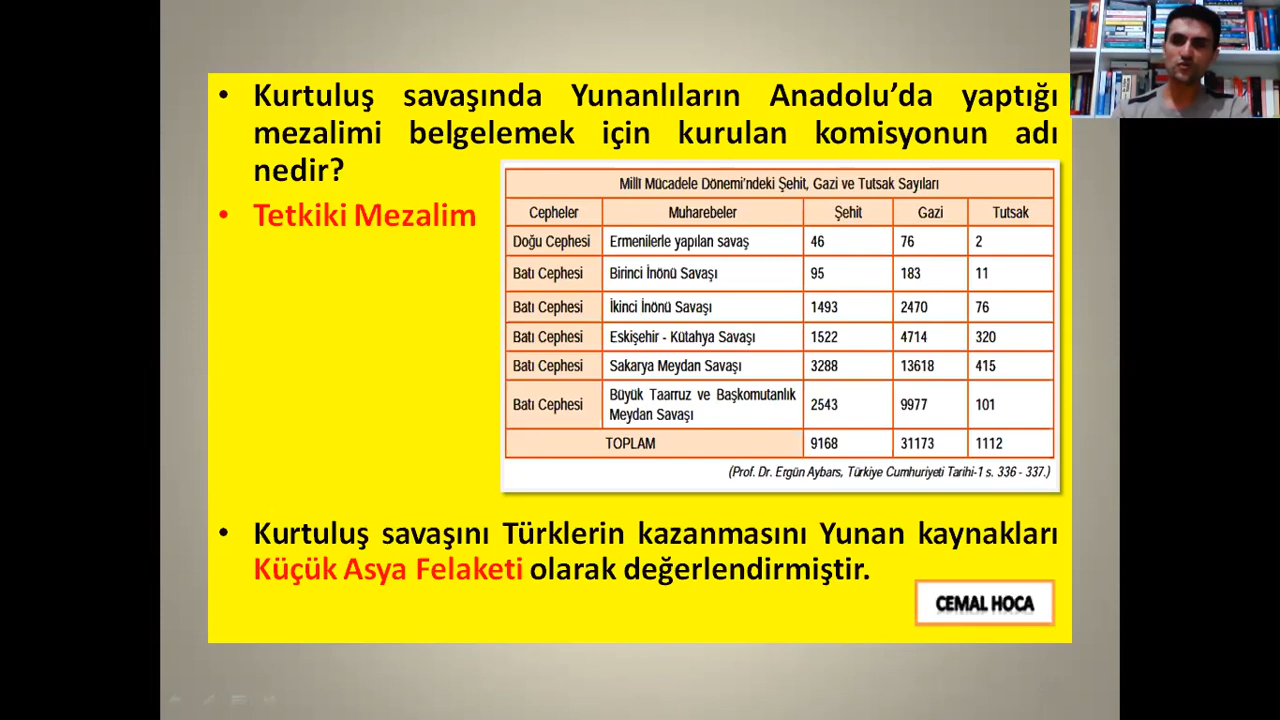 • Kurtuluş savaşında Yunanlıların Anadolu’da yaptığı
mezalimi belgelemek için kurulan komisyonun adı
nedir?
• Tetkiki Mezalim
Millî Mücadele Dönemi’ndeki Şehit, Gazi ve Tutsak Sayıları
Cepheler Muharebeler Şehit Gazi Tutsak
Doğu Cephesi Ermenilerle yapılan savaş 46 76 2
Batı Cephesi Birinci İnönü Savaşı 95 183 11
Batı Cephesi İkinci İnönü Savaşı 1493 2470 76
Batı Cephesi Eskişehir - Kütahya Savaşı 1522 4714 320
Batı Cephesi Sakarya Meydan Savaşı 3288 13618 415
Batı Cephesi Büyük Taarruz ve Başkomutanlık
Meydan Savaşı 2543 9977 101
TOPLAM 9168 31173 1112
(Prof. Dr. Ergün Aybars, Türkiye Cumhuriyeti Tarihi-1 s. 336 - 337.)
• Kurtuluş savaşını Türklerin kazanmasını Yunan kaynakları
Küçük Asya Felaketi olarak değerlendirmiştir.
CEMAL HOCA